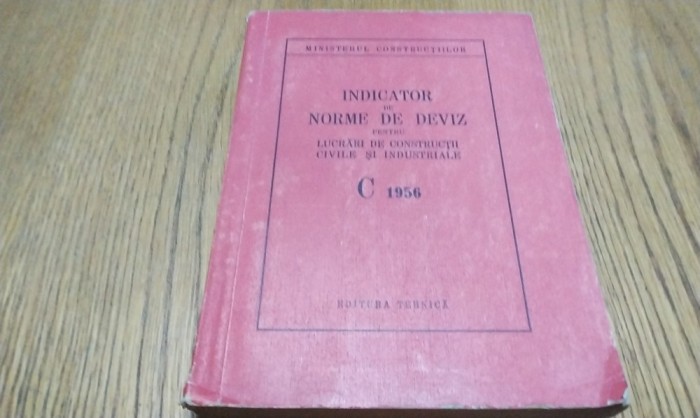 MINISTERUL CONSTRUCȚIILOR
INDICATOR
DE
NORME DE DEVIZ
PENTRU
LUCRĂRI DE CONSTRUCȚII
CIVILE ȘI INDUSTRIALE
C 1956
EDITURA TEHNICĂ